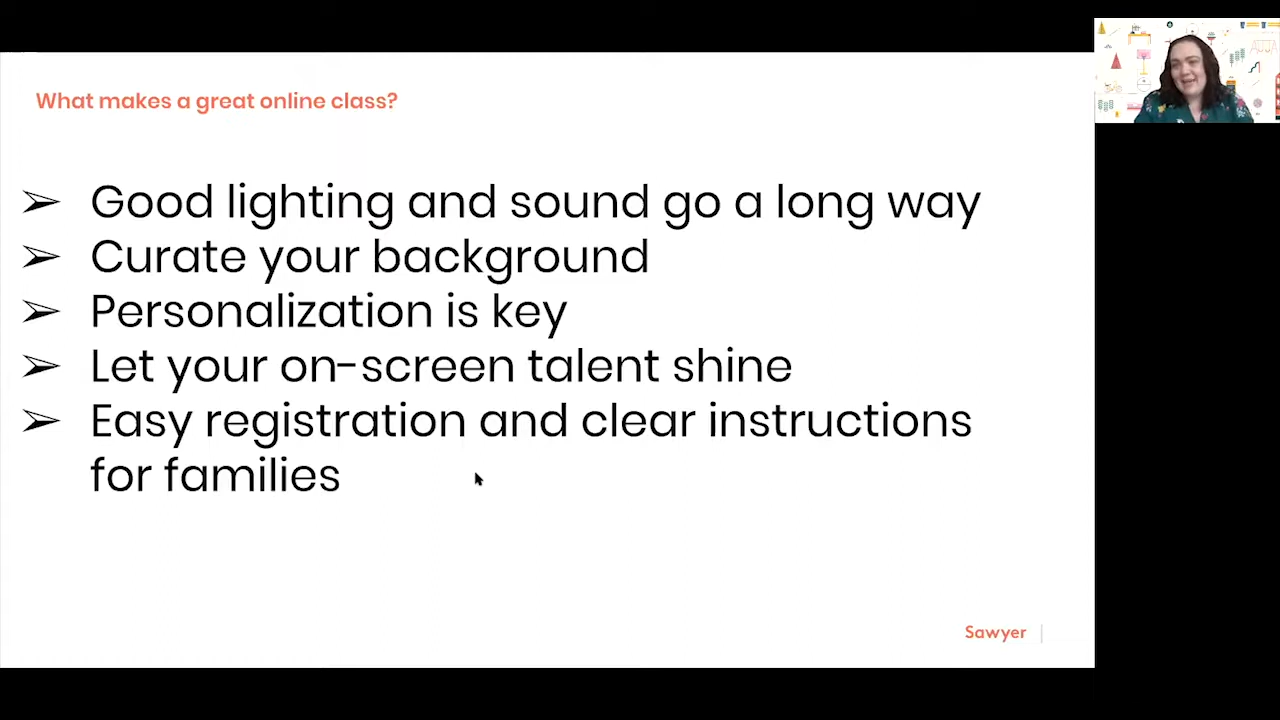 What makes a great online class?
➢ Good lighting and sound go a long way
➢ Curate your background
➢ Personalization is key
➢ Let your on-screen talent shine
➢ Easy registration and clear instructions
for families
Sawyer